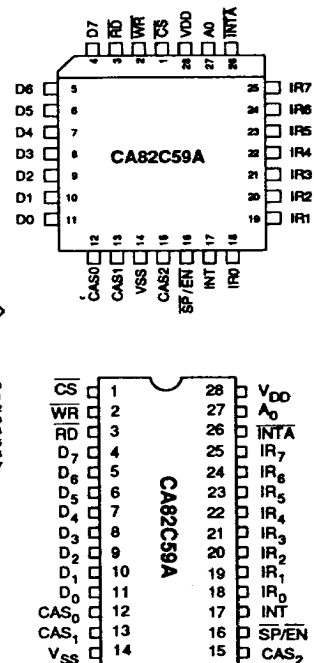 D7 RD WR CS VDD A0 INTA
4 3 2 1 28 27 26
D6 5 25 IR7
D5 6 24 IR6
D4 7 23 IR5
D3 8 CA82C59A 22 IR4
D2 9 21 IR3
D1 10 20 IR2
D0 11 19 IR1
12 13 14 15 16 17 18
CAS0 CAS1 VSS CAS2 SP/EN INT IR0
CS 1 28 VDD
WR 2 27 A0
RD 3 26 INTA
D7 4 25 IR7
D6 5 24 IR6
D5 6 23 IR5
D4 7 22 IR4
D3 8 21 IR3
D2 9 20 IR2
D1 10 19 IR1
D0 11 18 IR0
CAS0 12 17 INT
CAS1 13 16 SP/EN
VSS 14 15 CAS2
CA82C59A